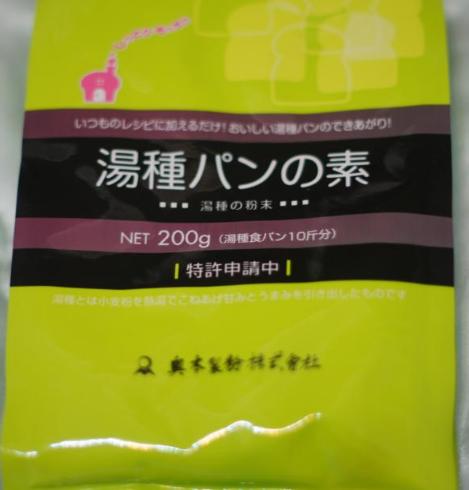 いつものレシピに加えるだけ!おいしい湯種パンのできあがり!
湯種パンの素
湯種の粉末
NET 200g (湯種食パン10斤分)
特許申請中
湯種とは小麦粉を熱湯でこねあげ甘みとうまみを引き出したものです
奥本製粉株式會社